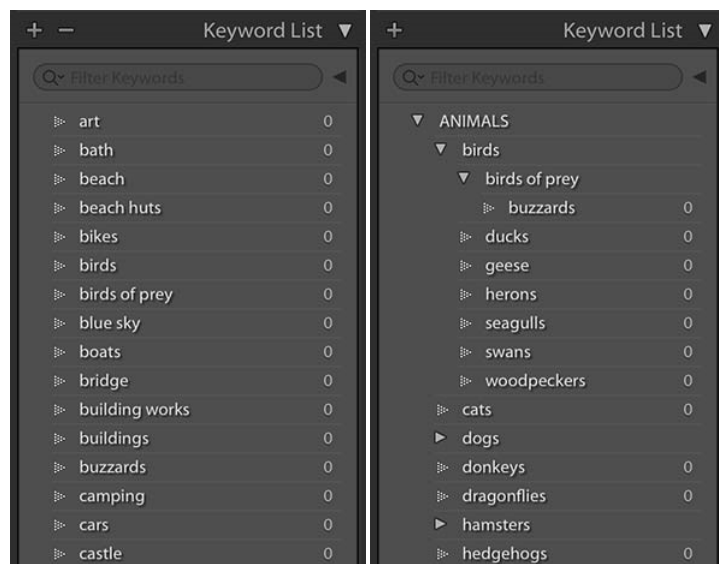 + − Keyword List ▼
Filter Keywords
art 0
bath 0
beach 0
beach huts 0
bikes 0
birds 0
birds of prey 0
blue sky 0
boats 0
bridge 0
building works 0
buildings 0
buzzards 0
camping 0
cars 0
castle 0
+ Keyword List ▼
Filter Keywords
ANIMALS
birds
birds of prey
buzzards 0
ducks 0
geese 0
herons 0
seagulls 0
swans 0
woodpeckers 0
cats 0
dogs
donkeys 0
dragonflies 0
hamsters
hedgehogs 0